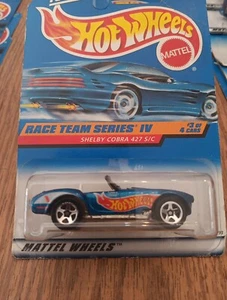 Hot Wheels
MATTEL
RACE TEAM SERIES IV
#3 OF
4 CARS
SHELBY COBRA 427 S/C
Hot Wheels
MATTEL WHEELS